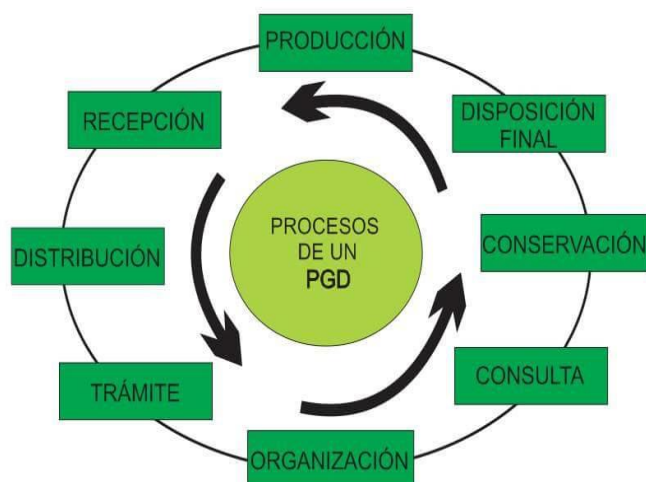 PRODUCCIÓN
RECEPCIÓN
DISPOSICIÓN
FINAL
PROCESOS
DE UN
PGD
DISTRIBUCIÓN
CONSERVACIÓN
TRÁMITE
CONSULTA
ORGANIZACIÓN